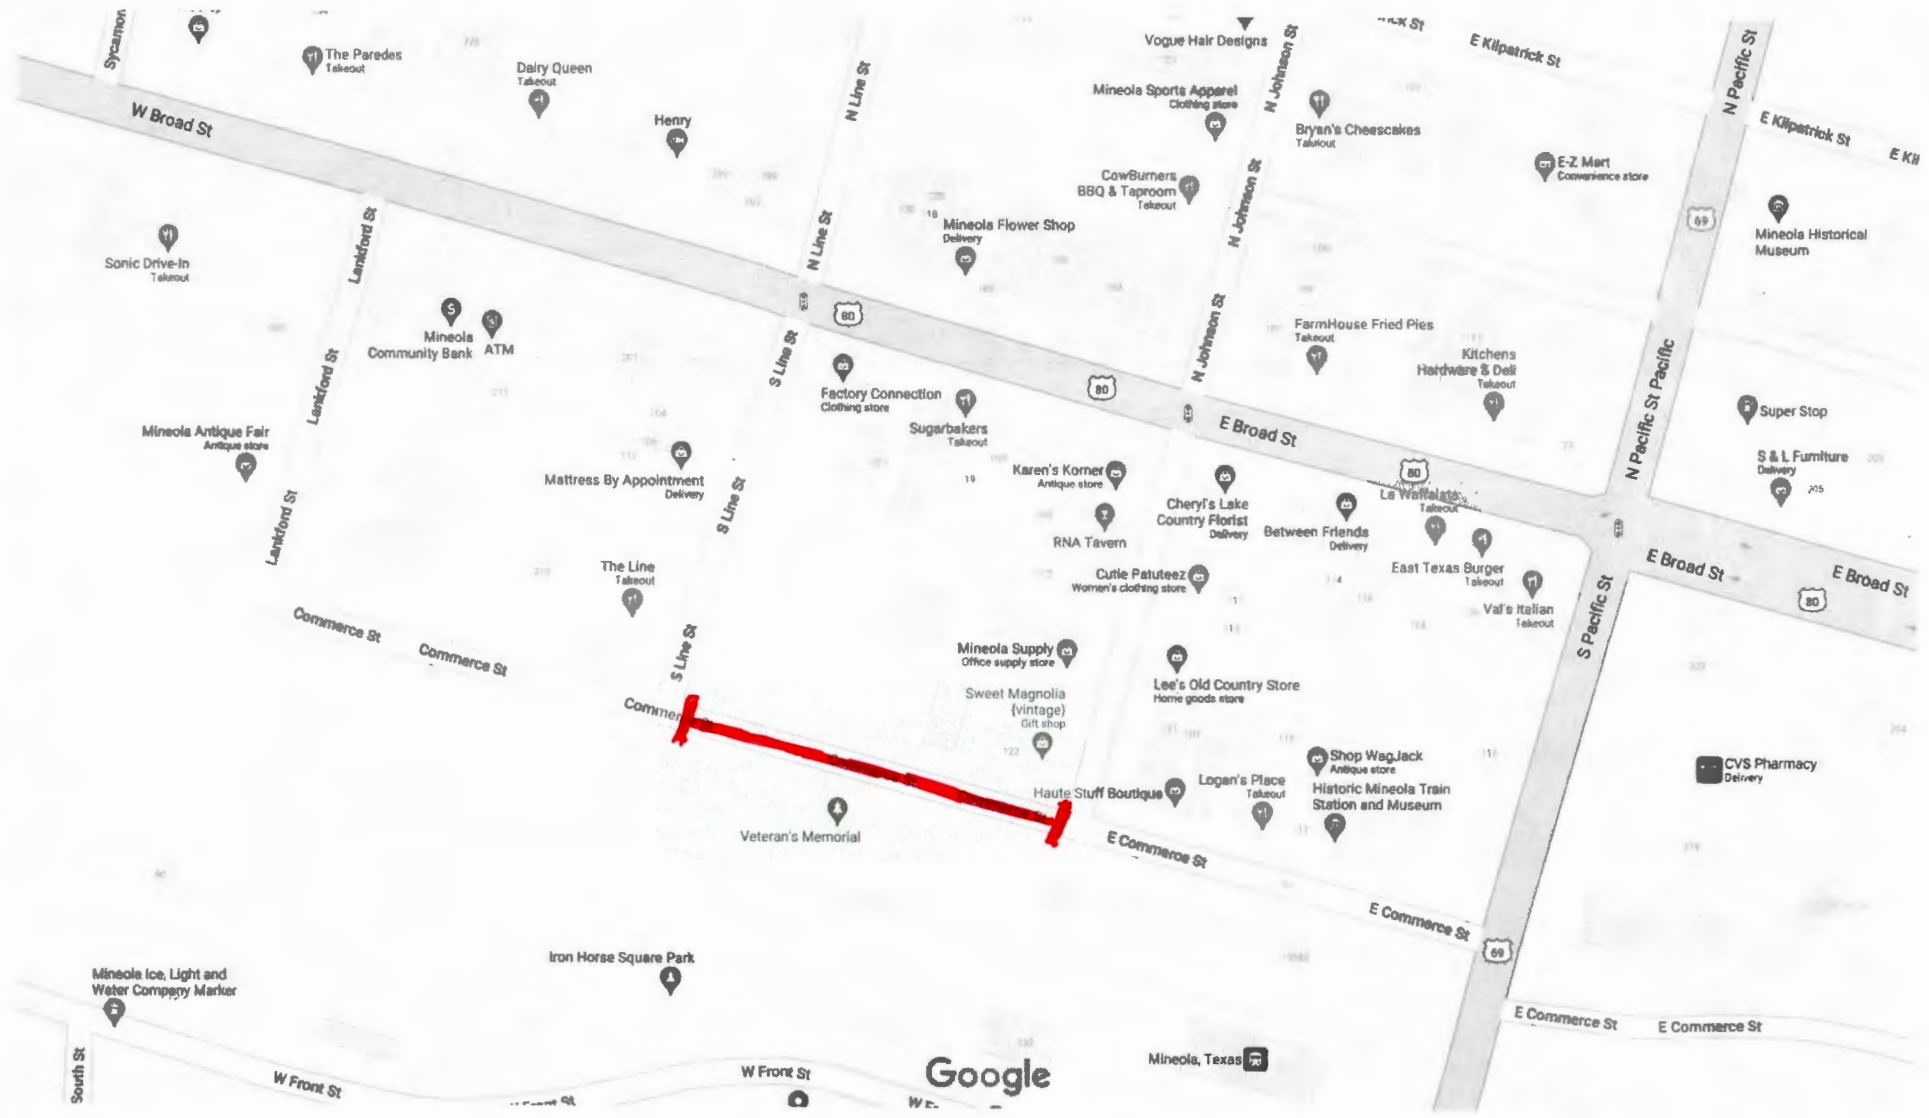 The Paredes
Takeout
Dairy Queen
Takeout
Henry
W Broad St
N Line St
N Line St
Vogue Hair Designs
N Johnson St
Mineola Sports Apparel
Clothing store
Bryan's Cheesecakes
Takeout
CowBurners
BBQ & Taproom
Takeout
N Johnson St
E Kilpatrick St
N Pacific St
E Kilpatrick St
E-Z Mart
Convenience store
69
Mineola Historical
Museum
Sonic Drive-In
Takeout
Lankford St
Mineola
Community Bank
ATM
18
Mineola Flower Shop
Delivery
80
S Line St
Factory Connection
Clothing store
Sugarbakers
Takeout
80
N Johnson St
FarmHouse Fried Pies
Takeout
Kitchens
Hardware & Deli
Takeout
E Broad St
80
N Pacific St Pacific
Super Stop
S & L Furniture
Delivery
Lankford St
Mineola Antique Fair
Antique store
Lankford St
Mattress By Appointment
Delivery
S Line St
19
Karen's Korner
Antique store
RNA Tavern
Cheryl's Lake
Country Florist
Delivery
Between Friends
Delivery
Takeout
East Texas Burger
Takeout
Val's Italian
Takeout
E Broad St
E Broad St
80
S Pacific St
Cutie Patuteez
Women's clothing store
The Line
Takeout
Commerce St
Commerce St
S Line St
Mineola Supply
Office supply store
Sweet Magnolia
(vintage)
Gift shop
122
Lee's Old Country Store
Home goods store
Shop WagJack
Antique store
Historic Mineola Train
Station and Museum
Logan's Place
Takeout
Haute Stuff Boutique
CVS Pharmacy
Delivery
Veteran's Memorial
E Commerce St
E Commerce St
69
E Commerce St
E Commerce St
Iron Horse Square Park
Mineola Ice, Light and
Water Company Marker
South St
W Front St
W Front St
Google
Mineola, Texas